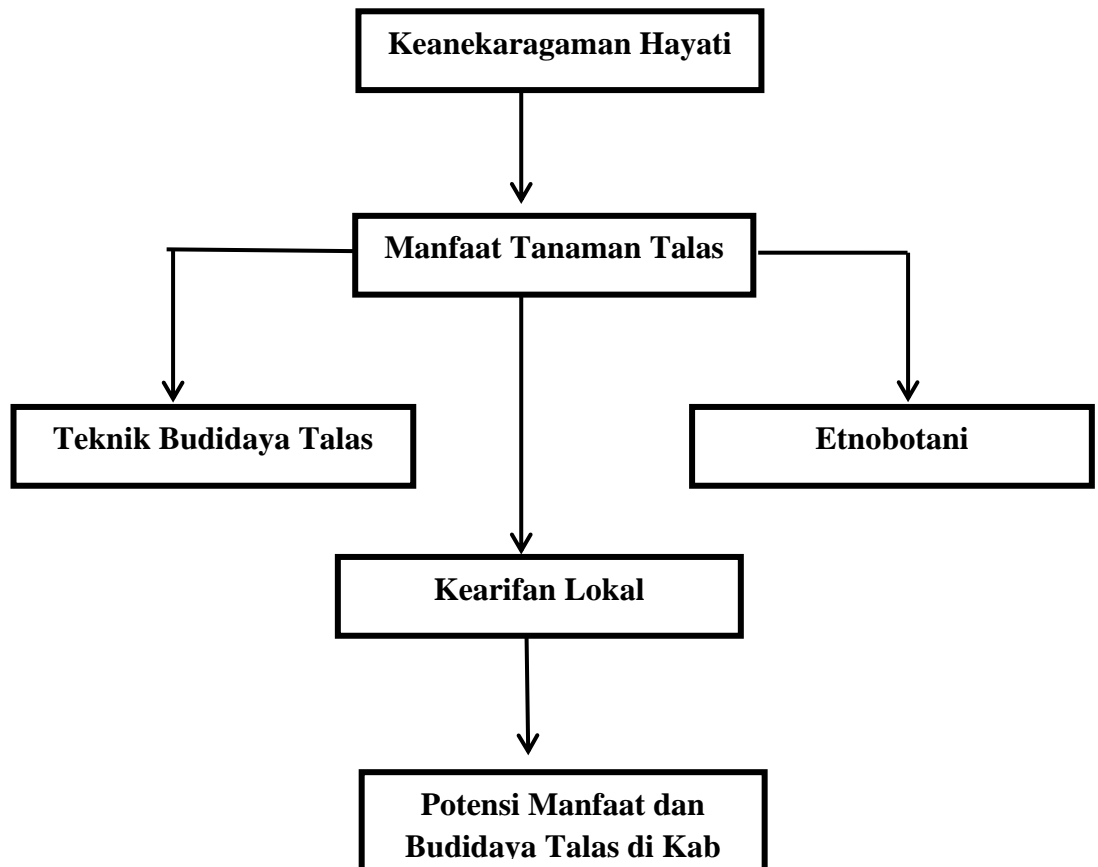 Keanekaragaman Hayati
Manfaat Tanaman Talas
Teknik Budidaya Talas
Etnobotani
Kearifan Lokal
Potensi Manfaat dan
Budidaya Talas di Kab